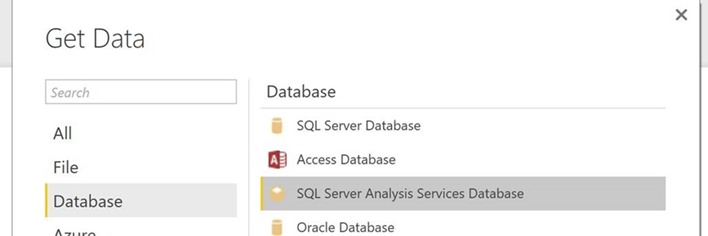 Get Data
Search
All
File
Database
Azure
Database
SQL Server Database
Access Database
SQL Server Analysis Services Database
Oracle Database